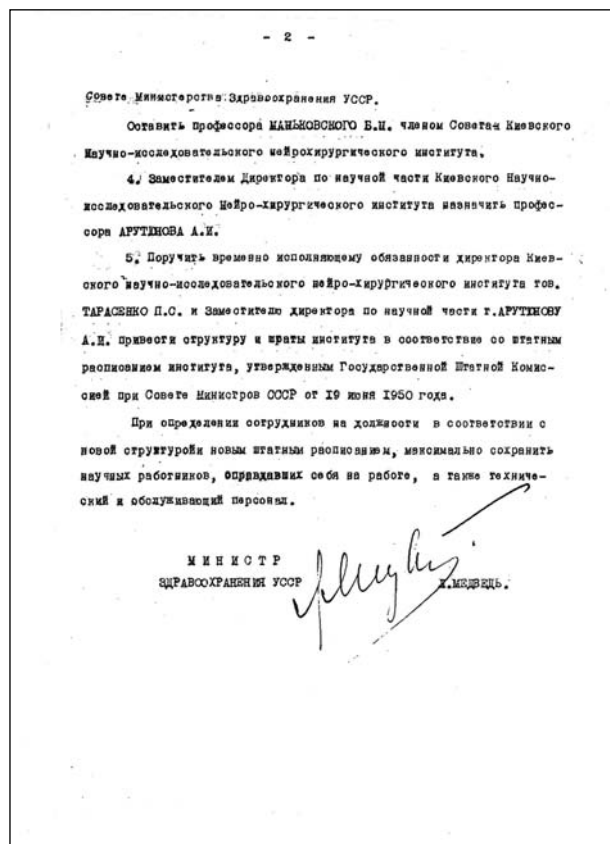 - 2 -
Совете Министерства Здравоохранения УССР.
Оставить профессора МАНЬКОВСКОГО Б.Н. членом Совета Киевского
Научно-исследовательского нейрохирургического института.
4. Заместителем Директора по научной части Киевского Научно-
исследовательского Нейро-хирургического института назначить профес-
сора АРУТЮНОВА А.И.
5. Поручить временно исполняющему обязанности директора Киев-
ского научно-исследовательского нейро-хирургического института тов.
ТАРАСЕНКО П.С. и Заместителю директора по научной части т.АРУТЮНОВУ
А.И. привести структуру и штаты института в соответствие со штатным
расписанием института, утвержденным Государственной Штатной Комис-
сией при Совете Министров СССР от 19 июня 1950 года.
При определении сотрудников на должности в соответствии с
новой структуройи новым штатным расписанием, максимально сохранить
научных работников, оправдавших себя на работе, а также техниче-
ский и обслуживающий персонал.
МИНИСТР
ЗДРАВООХРАНЕНИЯ УССР
Л.МЕДВЕДЬ.